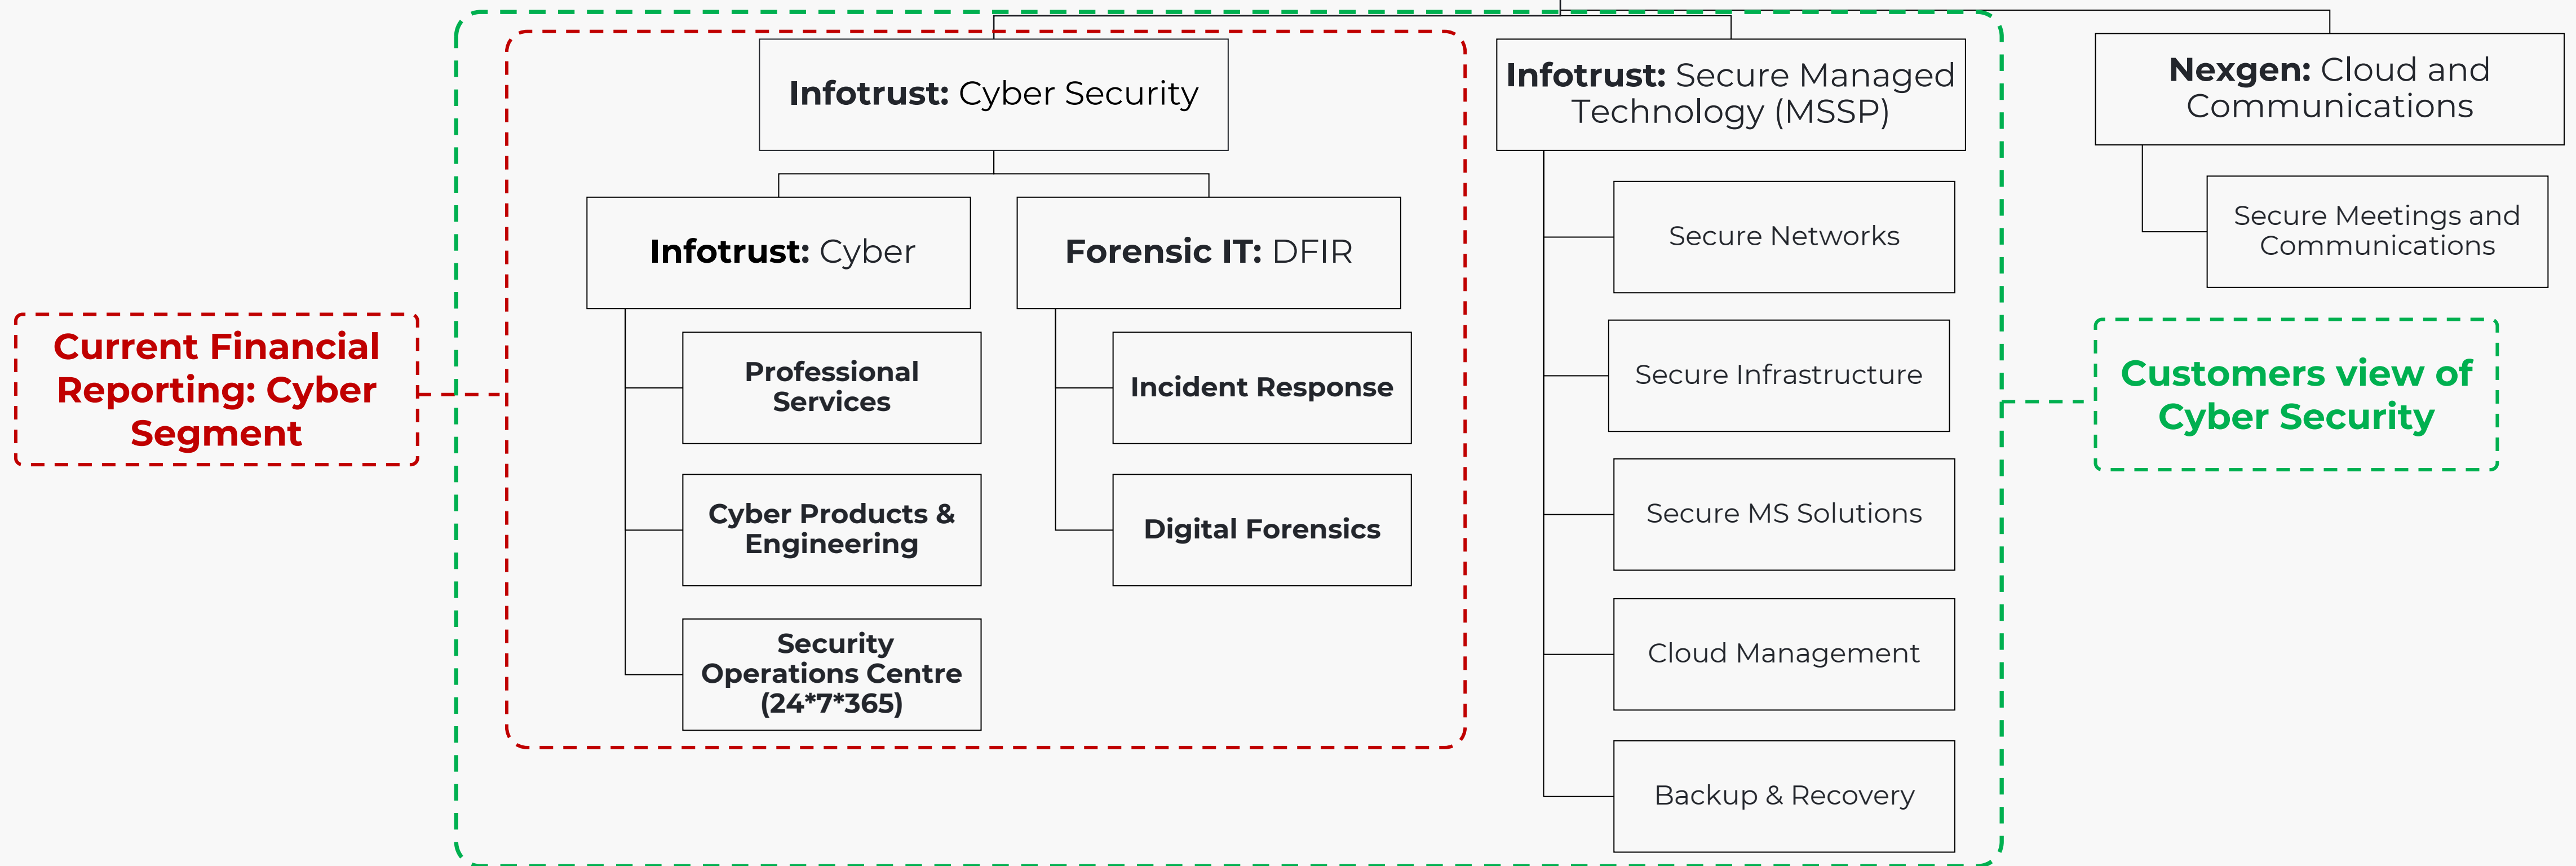 Infotrust: Cyber Security
Infotrust: Secure Managed
Technology (MSSP)
Nexgen: Cloud and
Communications
Infotrust: Cyber
Forensic IT: DFIR
Secure Networks
Secure Meetings and
Communications
Current Financial
Reporting: Cyber
Segment
Professional
Services
Incident Response
Secure Infrastructure
Customers view of
Cyber Security
Cyber Products &
Engineering
Digital Forensics
Secure MS Solutions
Security
Operations Centre
(24*7*365)
Cloud Management
Backup & Recovery